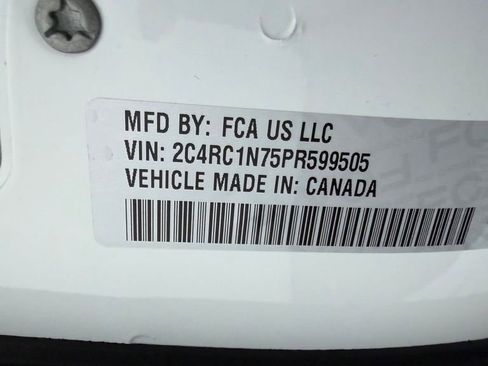 MFD BY: FCA US LLC
VIN: 2C4RC1N75PR599505
VEHICLE MADE IN: CANADA